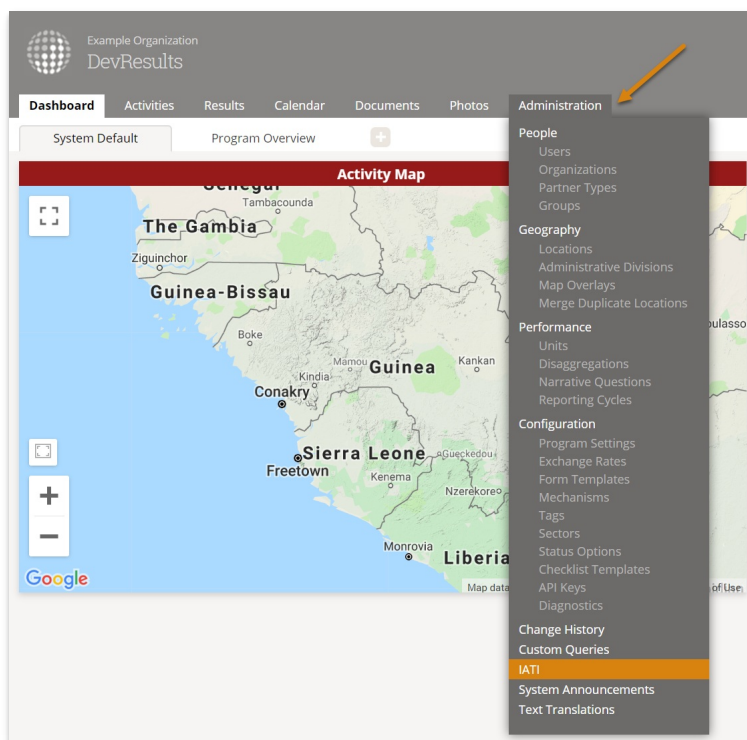 Example Organization
DevResults
Dashboard Activities Results Calendar Documents Photos Administration
System Default Program Overview +
Activity Map
Senegal
Tambacounda
The Gambia
Ziguinchor
Guinea-Bissau
Boke
Mamou
Guinea
Kankan
Kindia
Conakry
Sierra Leone
Gueckedou
Freetown
Kenema
Nzerekore
Monrovia
Liberia
Google
Map data
of Use
oulasso
People
Users
Organizations
Partner Types
Groups
Geography
Locations
Administrative Divisions
Map Overlays
Merge Duplicate Locations
Performance
Units
Disaggregations
Narrative Questions
Reporting Cycles
Configuration
Program Settings
Exchange Rates
Form Templates
Mechanisms
Tags
Sectors
Status Options
Checklist Templates
API Keys
Diagnostics
Change History
Custom Queries
IATI
System Announcements
Text Translations